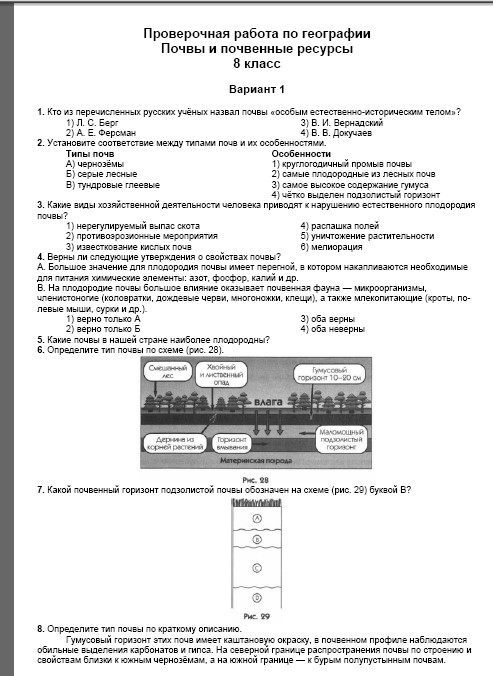 Проверочная работа по географии
Почвы и почвенные ресурсы
8 класс
Вариант 1
1. Кто из перечисленных русских учёных назвал почвы «особым естественно-историческим телом»?
1) Л. С. Берг 3) В. И. Вернадский
2) А. Е. Ферсман 4) В. В. Докучаев
2. Установите соответствие между типами почв и их особенностями.
Типы почв Особенности
А) чернозёмы 1) круглогодичный промыв почвы
Б) серые лесные 2) самые плодородные из лесных почв
В) тундровые глеевые 3) самое высокое содержание гумуса
4) чётко выделен подзолистый горизонт
3. Какие виды хозяйственной деятельности человека приводят к нарушению естественного плодородия
почвы?
1) нерегулируемый выпас скота 4) распашка полей
2) противоэрозионные мероприятия 5) уничтожение растительности
3) известкование кислых почв 6) мелиорация
4. Верны ли следующие утверждения о свойствах почвы?
А. Большое значение для плодородия почвы имеет перегной, в котором накапливаются необходимые
для питания химические элементы: азот, фосфор, калий и др.
В. На плодородие почвы большое влияние оказывает почвенная фауна — микроорганизмы,
членистоногие (коловратки, дождевые черви, многоножки, клещи), а также млекопитающие (кроты, по-
левые мыши, сурки и др.).
1) верно только А 3) оба верны
2) верно только Б 4) оба неверны
5. Какие почвы в нашей стране наиболее плодородны?
6. Определите тип почвы по схеме (рис. 28).
Смешанный
лес
Хвойный
и лиственный
опад
Гумусовый
горизонт 10–20 см
влага
Дернина из
корней растений
Горизонт
вмывания
Маломощный
подзолистый
горизонт
Материнская порода
Рис. 28
7. Какой почвенный горизонт подзолистой почвы обозначен на схеме (рис. 29) буквой В?
A
B
C
D
Рис. 29
8. Определите тип почвы по краткому описанию.
Гумусовый горизонт этих почв имеет каштановую окраску, в почвенном профиле наблюдаются
обильные выделения карбонатов и гипса. На северной границе распространения почвы по строению и
свойствам близки к южным чернозёмам, а на южной границе — к бурым полупустынным почвам.